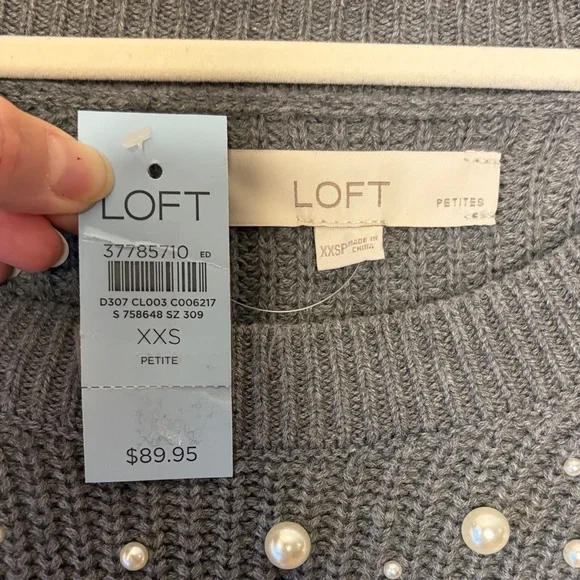 LOFT
37785710 ED
D307 CL003 C006217
S 758648 SZ 309
XXS
PETITE
$89.95
LOFT PETITES
XXSP MADE IN
CHINA